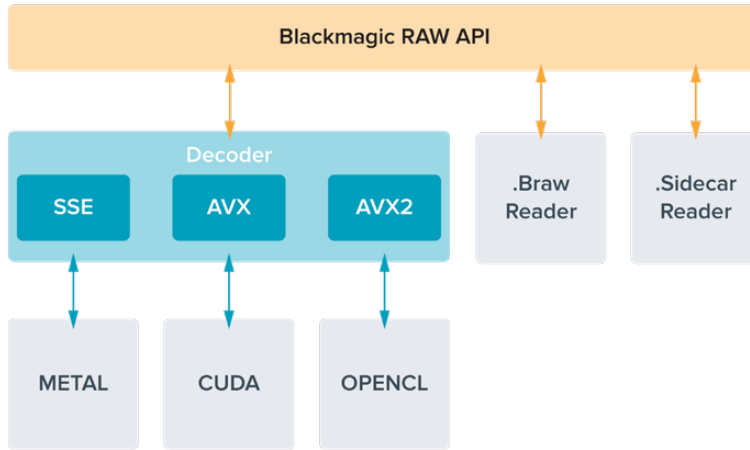 Blackmagic RAW API
Decoder
SSE
AVX
AVX2
.Braw
Reader
.Sidecar
Reader
METAL
CUDA
OPENCL